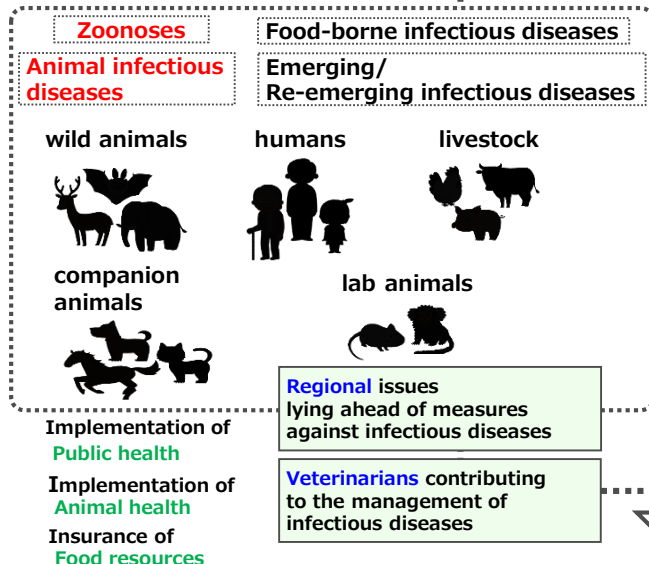 Zoonoses
Food-borne infectious diseases
Animal infectious
diseases
Emerging/
Re-emerging infectious diseases
wild animals
humans
livestock
companion
animals
lab animals
Regional issues
lying ahead of measures
against infectious diseases
Implementation of
Public health
Implementation of
Animal health
Insurance of
Food resources
Veterinarians contributing
to the management of
infectious diseases